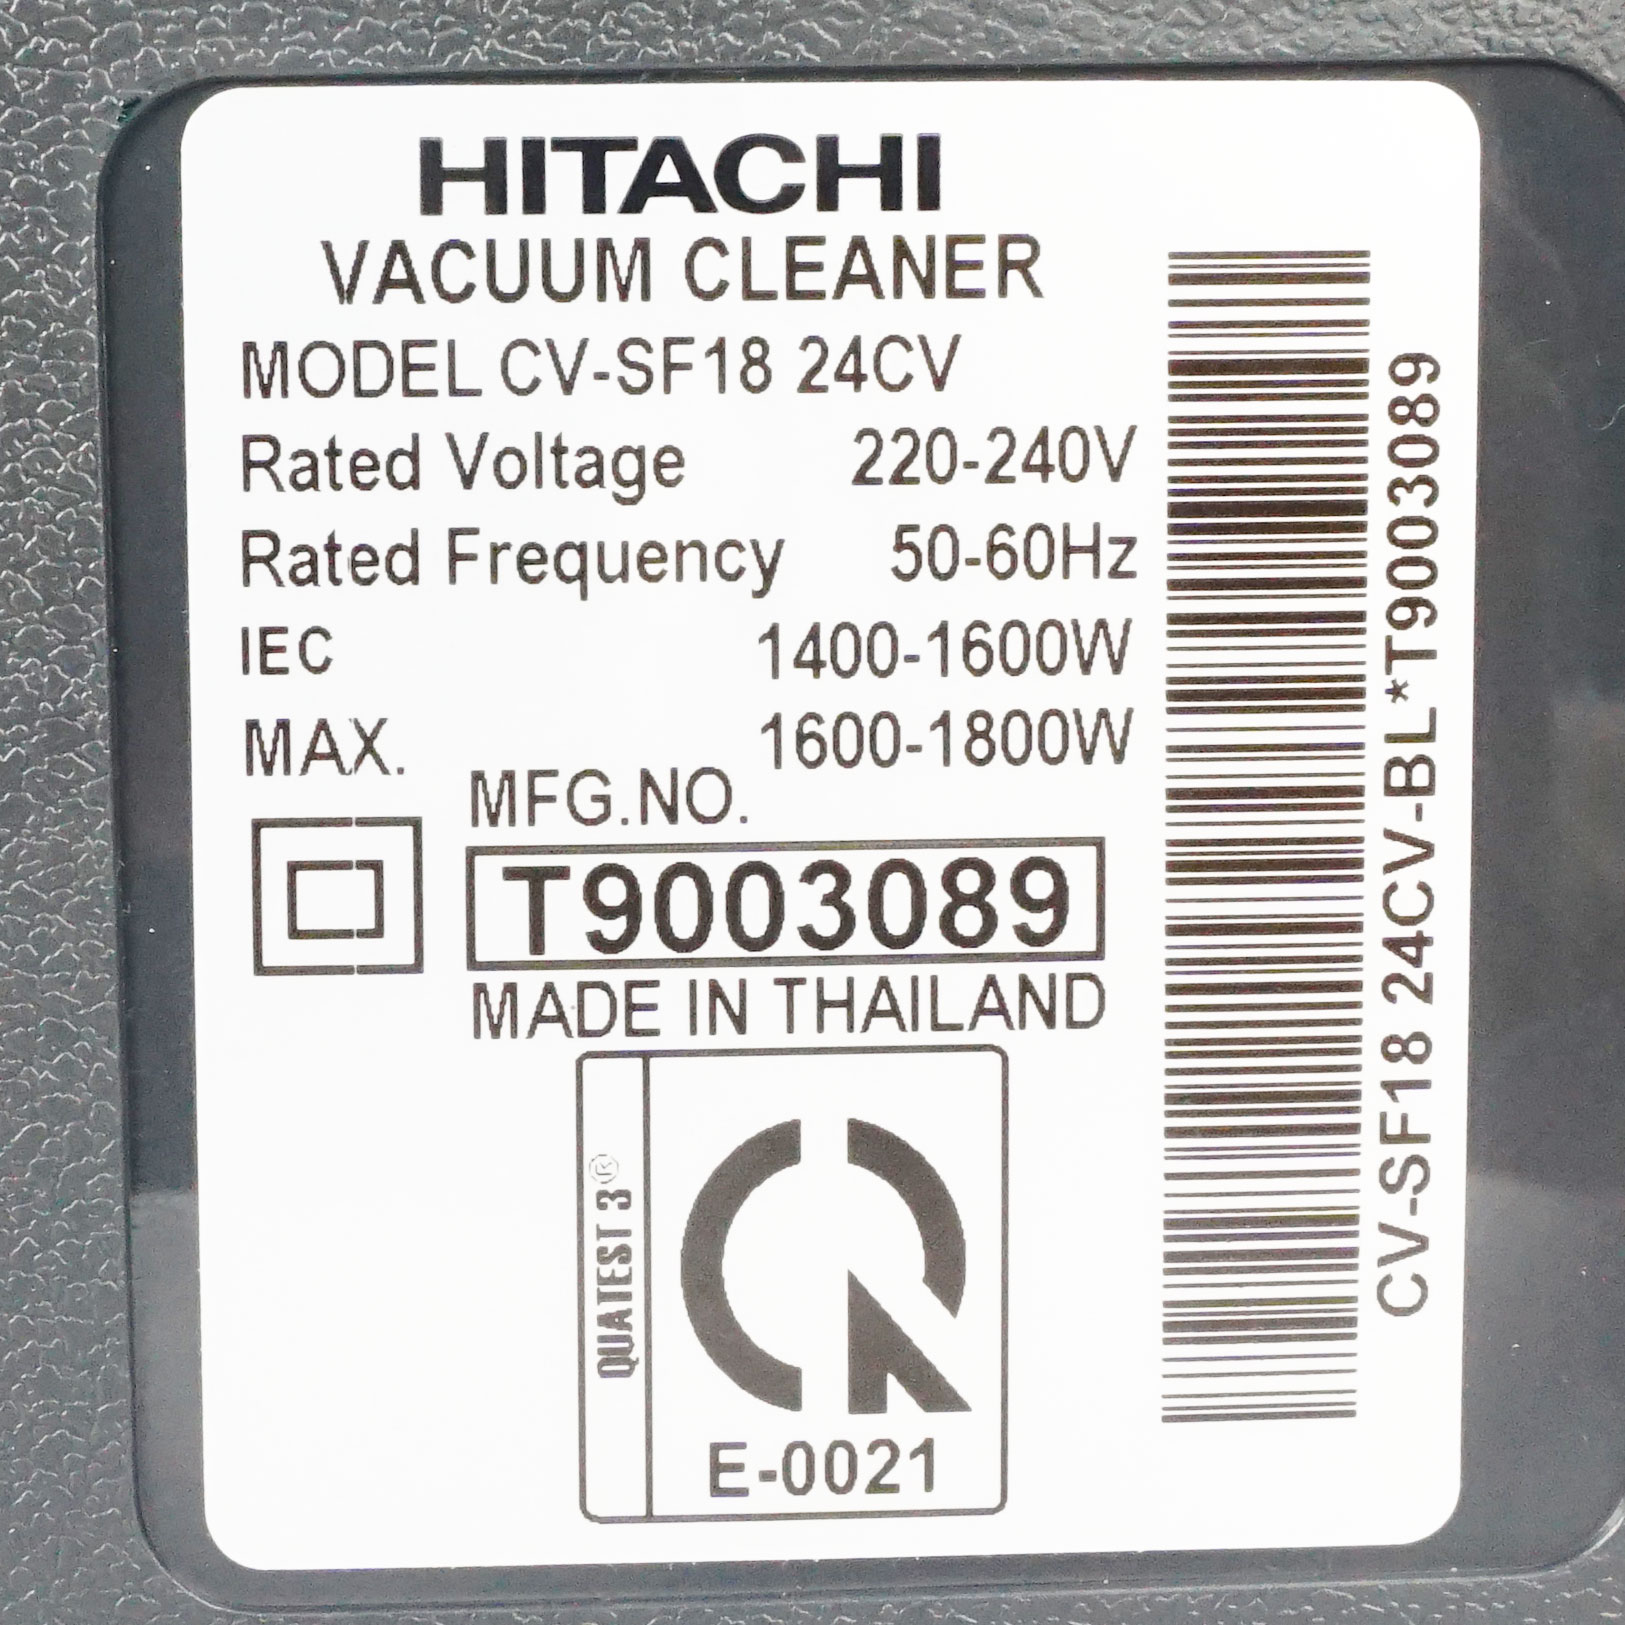 HITACHI
VACUUM CLEANER
MODEL CV-SF18 24CV
Rated Voltage 220-240V
Rated Frequency 50-60Hz
IEC 1400-1600W
MAX. 1600-1800W
MFG.NO.
T9003089
MADE IN THAILAND
QUATEST 3®
E-0021
CV-SF18 24CV-BL*T9003089